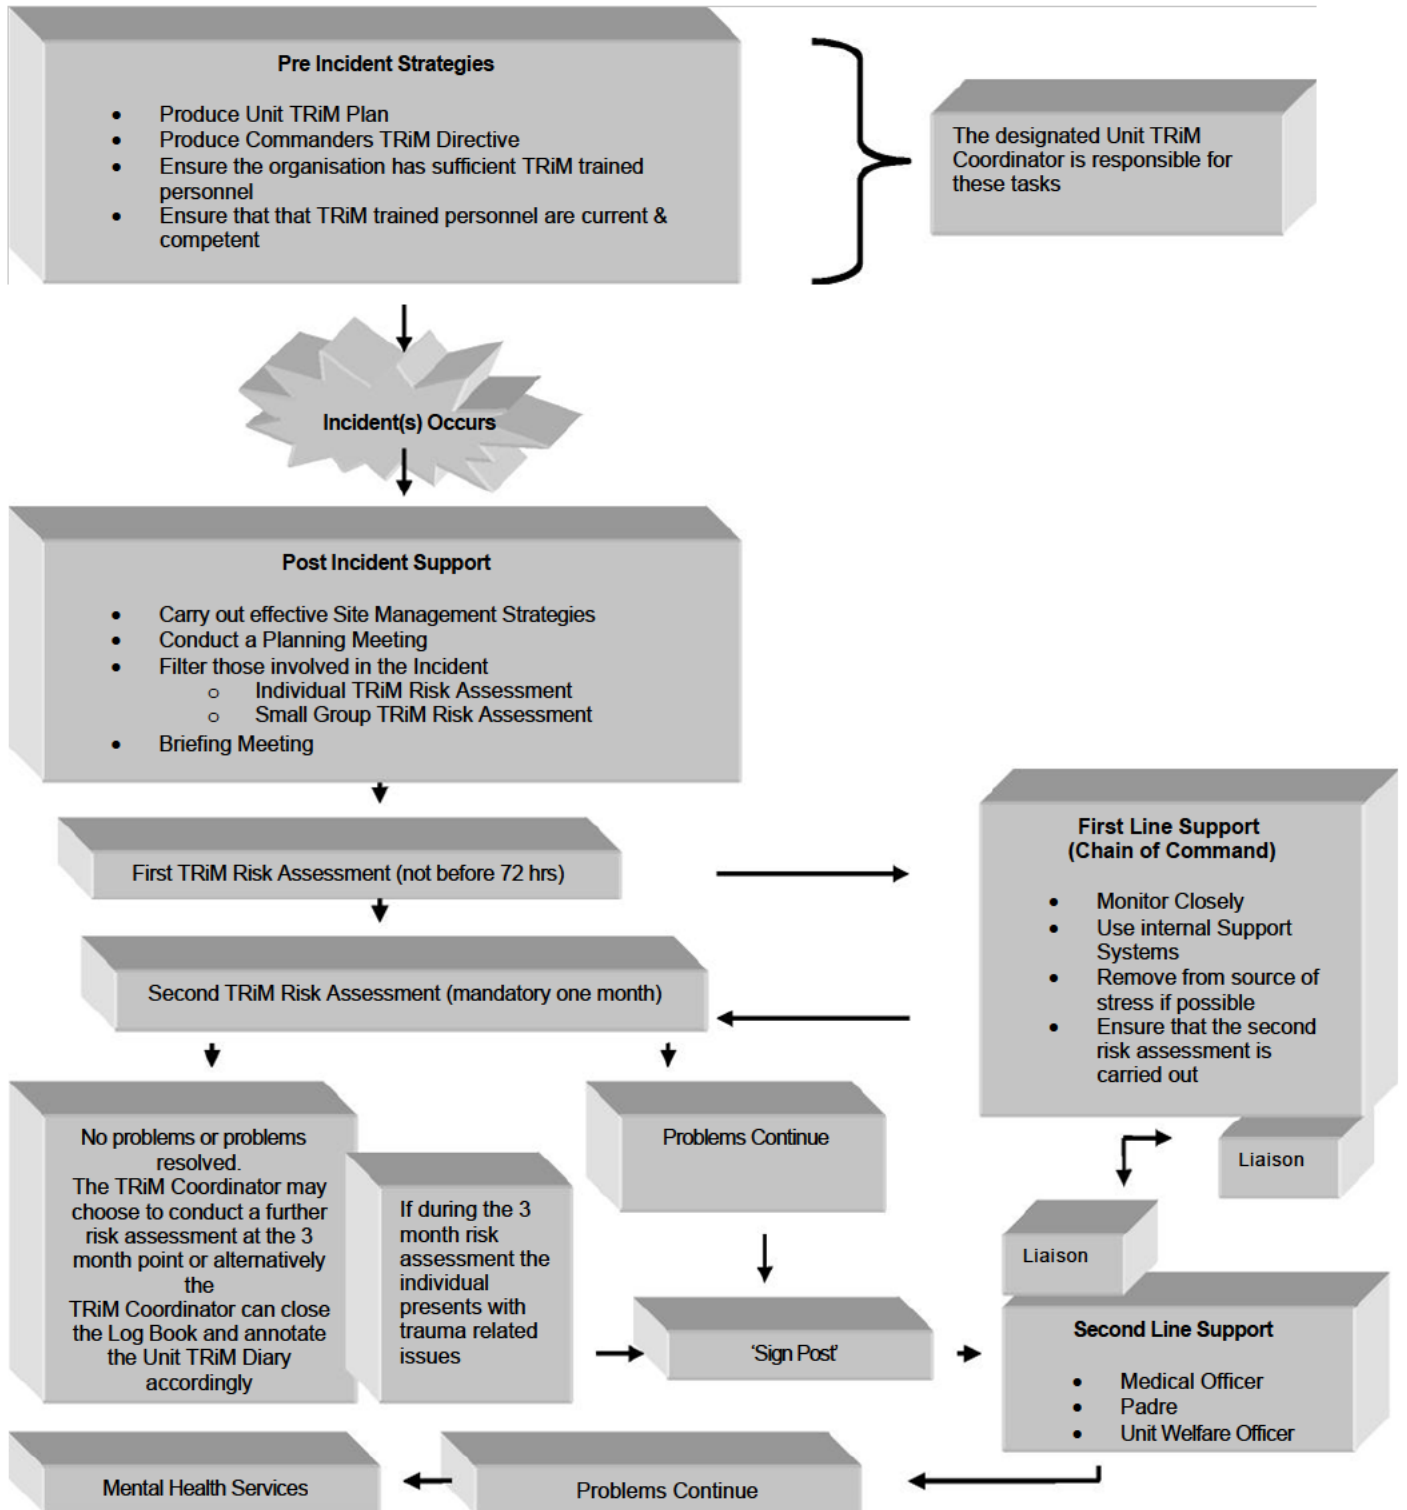 Pre Incident Strategies
• Produce Unit TRiM Plan
• Produce Commanders TRiM Directive
• Ensure the organisation has sufficient TRiM trained
personnel
• Ensure that that TRiM trained personnel are current &
competent
The designated Unit TRiM
Coordinator is responsible for
these tasks
Incident(s) Occurs
Post Incident Support
• Carry out effective Site Management Strategies
• Conduct a Planning Meeting
• Filter those involved in the Incident
o Individual TRiM Risk Assessment
o Small Group TRiM Risk Assessment
• Briefing Meeting
First TRiM Risk Assessment (not before 72 hrs)
First Line Support
(Chain of Command)
• Monitor Closely
• Use internal Support
Systems
• Remove from source of
stress if possible
• Ensure that the second
risk assessment is
carried out
Second TRiM Risk Assessment (mandatory one month)
No problems or problems
resolved.
The TRiM Coordinator may
choose to conduct a further
risk assessment at the 3
month point or alternatively
the
TRiM Coordinator can close
the Log Book and annotate
the Unit TRiM Diary
accordingly
If during the 3
month risk
assessment the
individual
presents with
trauma related
issues
Problems Continue
Liaison
Liaison
'Sign Post'
Second Line Support
• Medical Officer
• Padre
• Unit Welfare Officer
Mental Health Services
Problems Continue